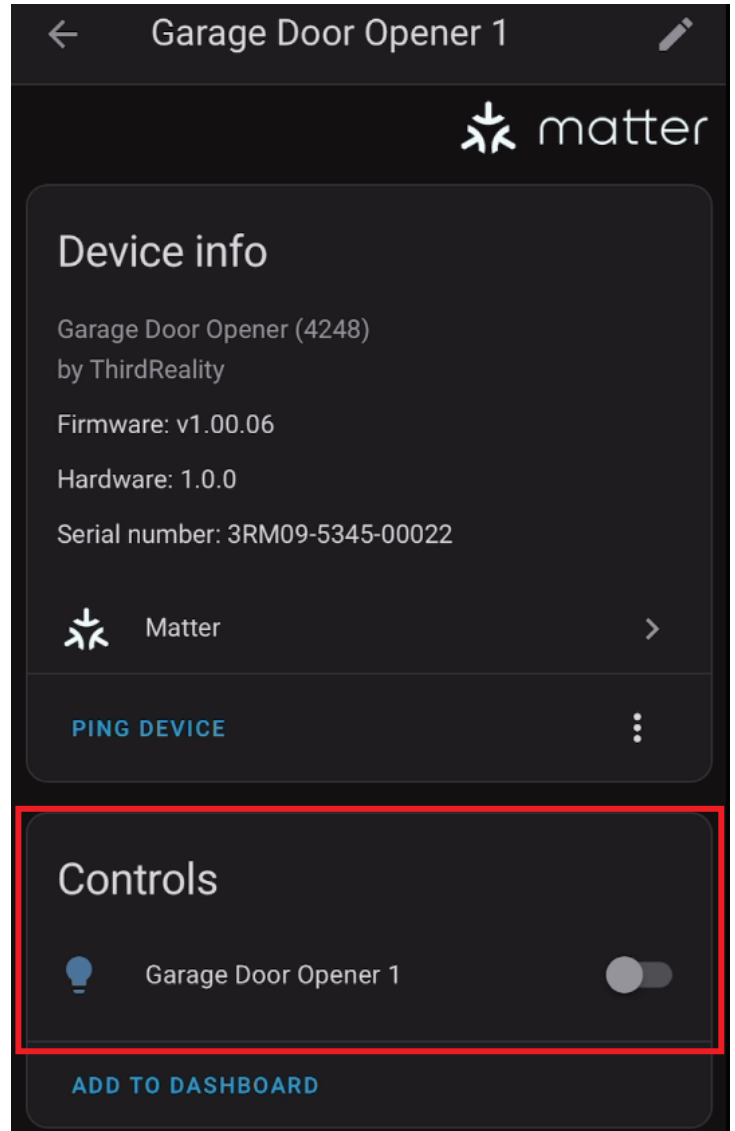 Garage Door Opener 1
matter
Device info
Garage Door Opener (4248)
by ThirdReality
Firmware: v1.00.06
Hardware: 1.0.0
Serial number: 3RM09-5345-00022
Matter
PING DEVICE
Controls
Garage Door Opener 1
ADD TO DASHBOARD